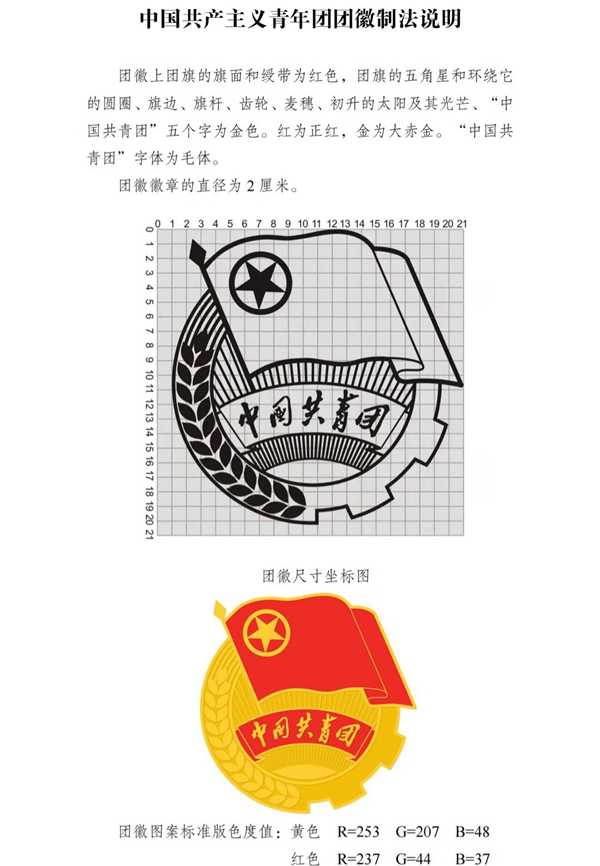 中国共产主义青年团团徽制法说明
团徽上团旗的旗面和绶带为红色，团旗的五角星和环绕它
的圆圈、旗边、旗杆、齿轮、麦穗、初升的太阳及其光芒、“中
国共青团”五个字为金色。红为正红，金为大赤金。“中国共
青团”字体为毛体。
团徽徽章的直径为2厘米。
0 1 2 3 4 5 6 7 8 9 10 11 12 13 14 15 16 17 18 19 20 21
0
1
2
3
4
5
6
7
8
9
10
11
12
13
14
15
16
17
18
19
20
21
中国共青团
团徽尺寸坐标图
中国共青团
团徽图案标准版色度值：黄色 R=253 G=207 B=48
红色 R=237 G=44 B=37